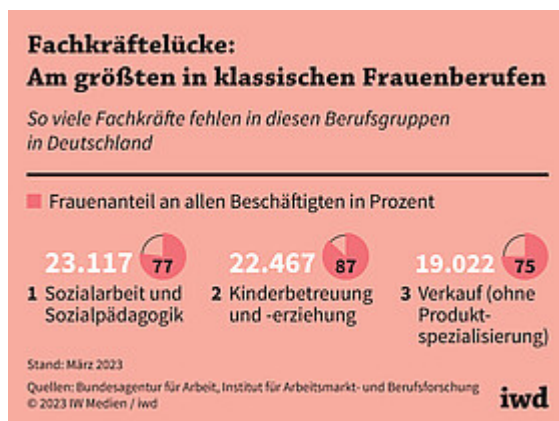 Fachkräftelücke:
Am größten in klassischen Frauenberufen
So viele Fachkräfte fehlen in diesen Berufsgruppen
in Deutschland
Frauenanteil an allen Beschäftigten in Prozent
23.117 77
1 Sozialarbeit und
Sozialpädagogik
22.467 87
2 Kinderbetreuung
und -erziehung
19.022 75
3 Verkauf (ohne
Produkt-
spezialisierung)
Stand: März 2023
Quellen: Bundesagentur für Arbeit, Institut für Arbeitsmarkt- und Berufsforschung
© 2023 IW Medien / iwd
iwd